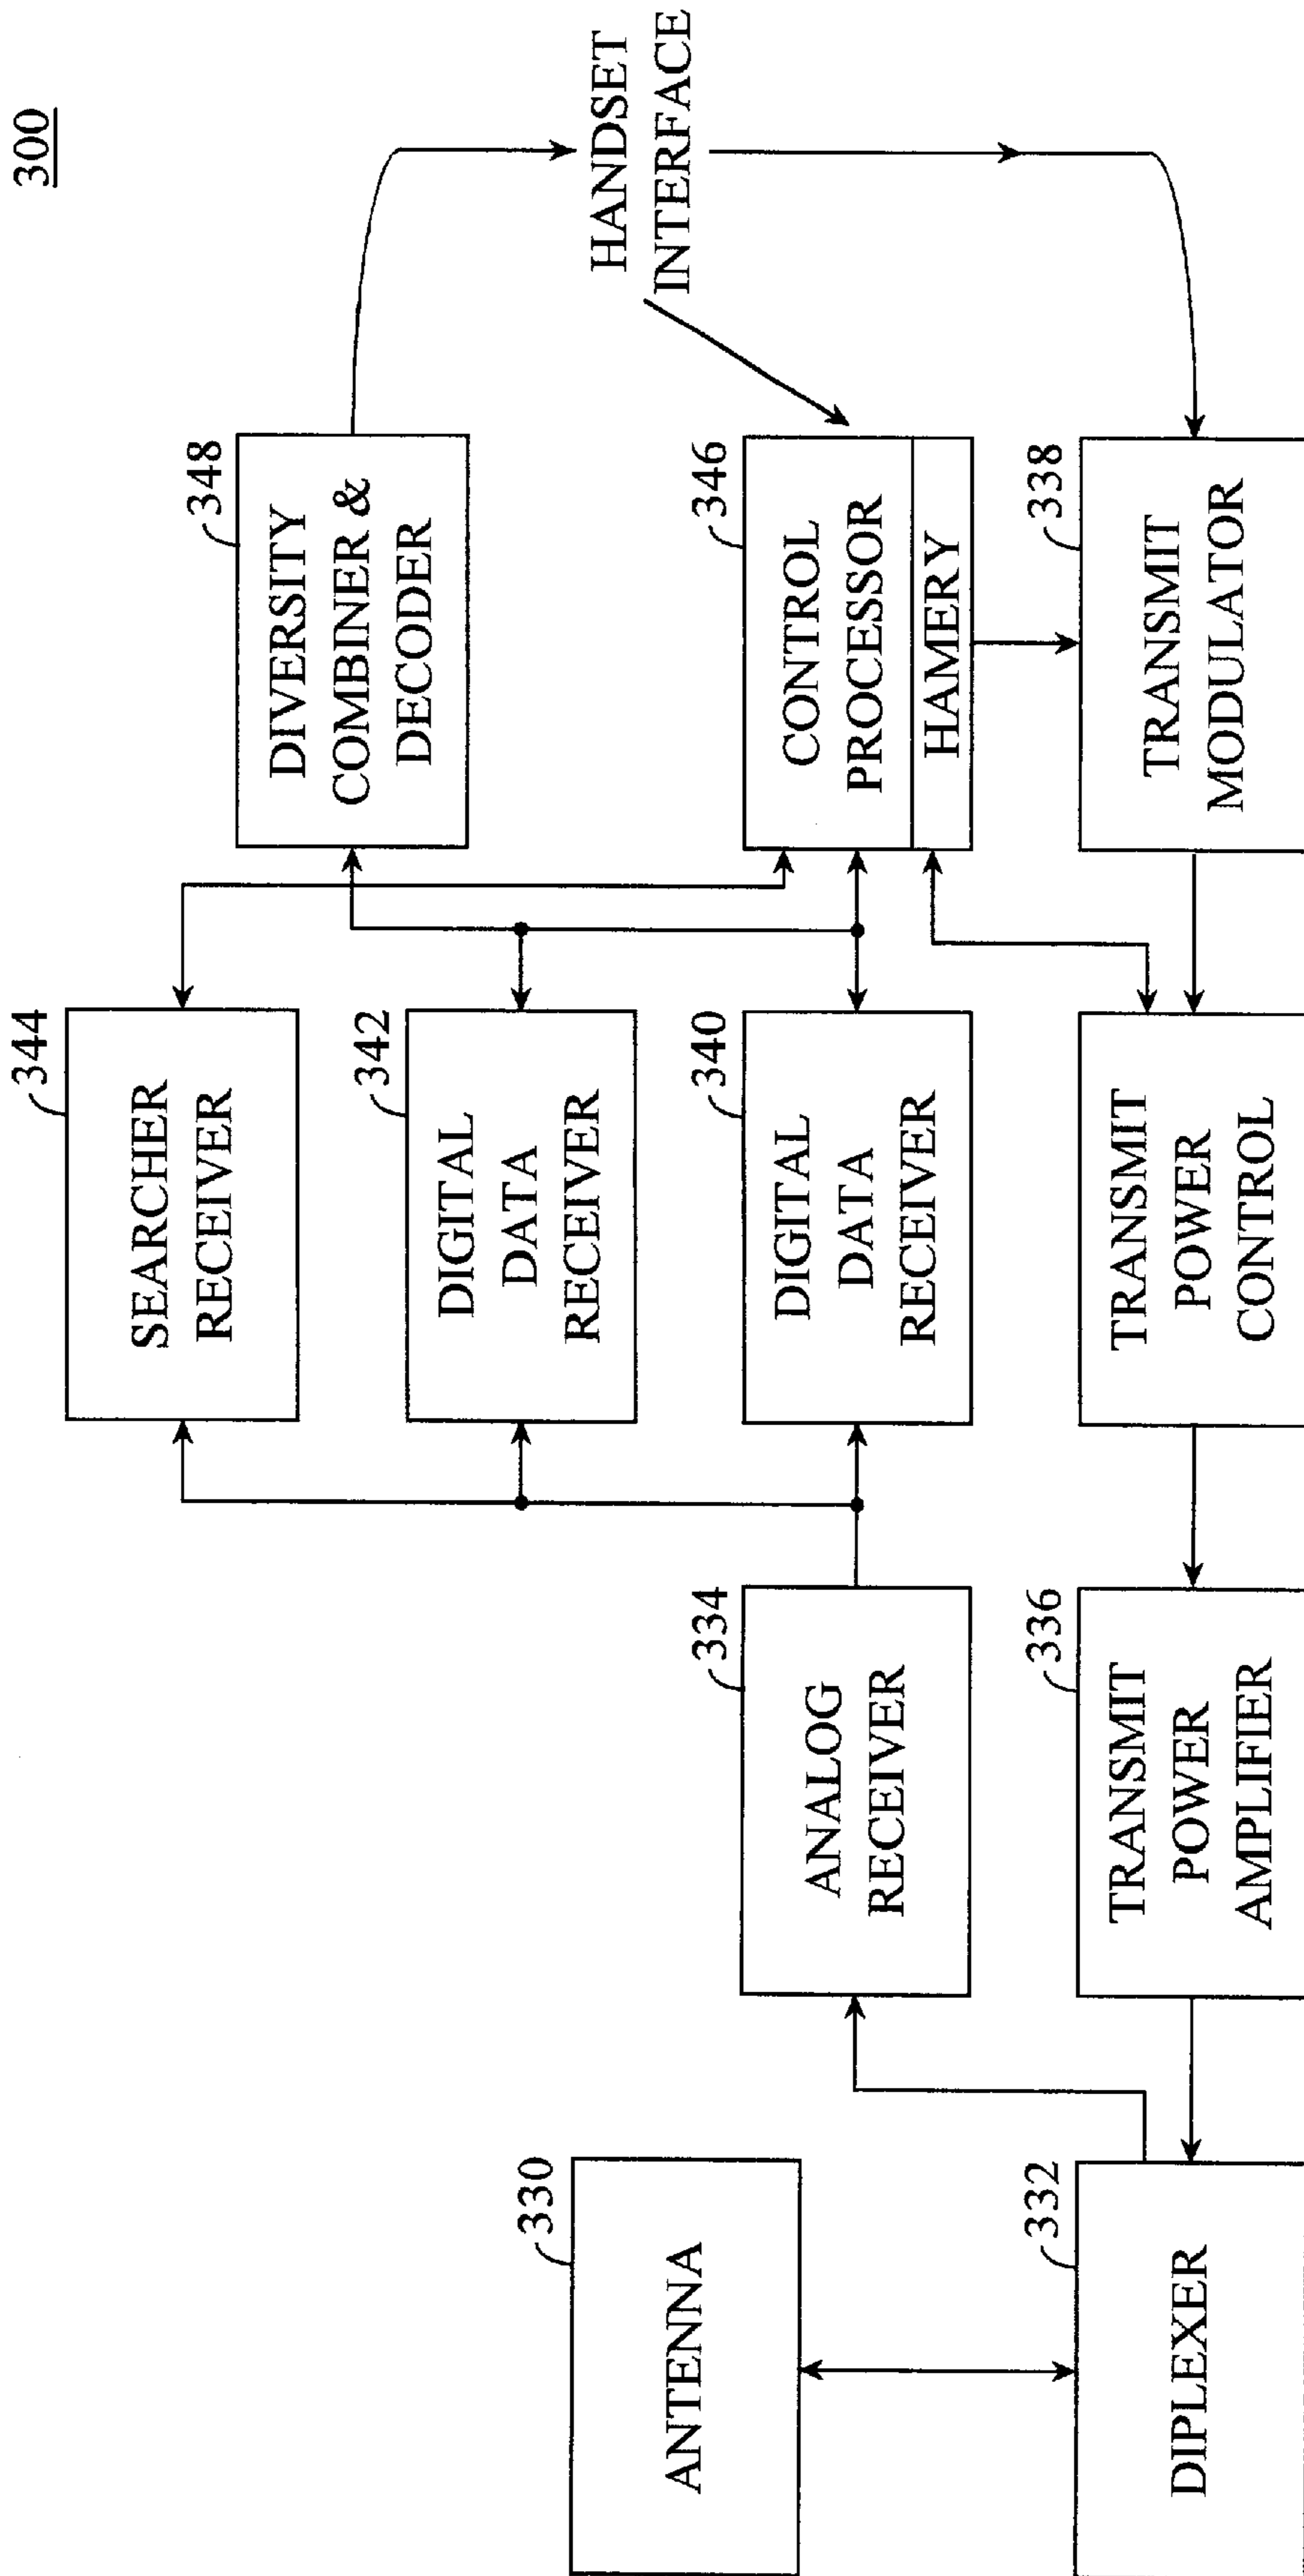 300
344
SEARCHER
RECEIVER
342
DIGITAL
DATA
RECEIVER
340
DIGITAL
DATA
RECEIVER
348
DIVERSITY
COMBINER &
DECODER
346
CONTROL
PROCESSOR
HAMERY
338
TRANSMIT
MODULATOR
HANDSET
INTERFACE
334
ANALOG
RECEIVER
336
TRANSMIT
POWER
AMPLIFIER
TRANSMIT
POWER
CONTROL
330
ANTENNA
332
DIPLEXER